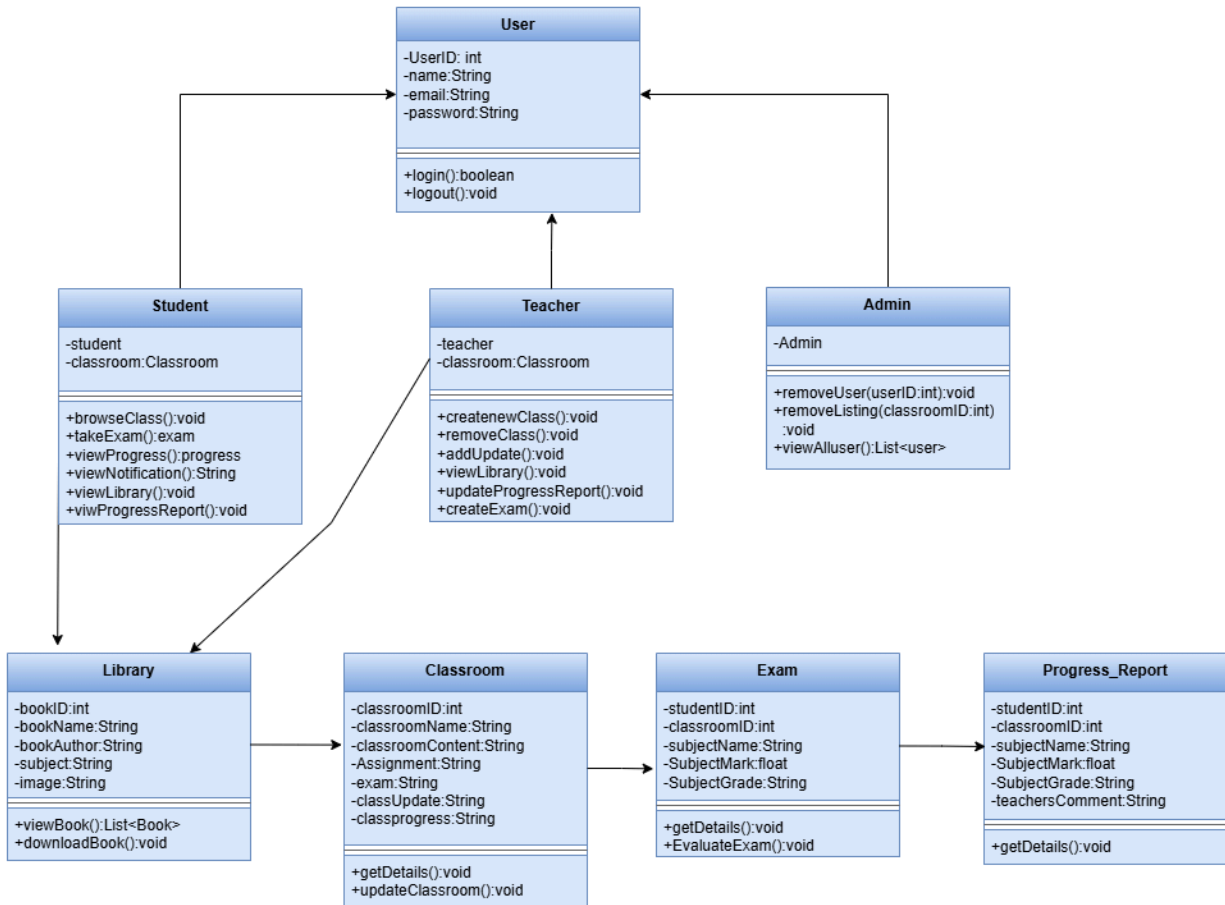 User
-UserID: int
-name:String
-email:String
-password:String
+login():boolean
+logout():void
Student
-student
-classroom:Classroom
+browseClass():void
+takeExam():exam
+viewProgress():progress
+viewNotification():String
+viewLibrary():void
+viwProgressReport():void
Teacher
-teacher
-classroom:Classroom
+createnewClass():void
+removeClass():void
+addUpdate():void
+viewLibrary():void
+updateProgressReport():void
+createExam():void
Admin
-Admin
+removeUser(userID:int):void
+removeListing(classroomID:int)
:void
+viewAlluser():List<user>
Library
-bookID:int
-bookName:String
-bookAuthor:String
-subject:String
-image:String
+viewBook():List<Book>
+downloadBook():void
Classroom
-classroomID:int
-classroomName:String
-classroomContent:String
-Assignment:String
-exam:String
-classUpdate:String
-classprogress:String
+getDetails():void
+updateClassroom():void
Exam
-studentID:int
-classroomID:int
-subjectName:String
-SubjectMark:float
-SubjectGrade:String
+getDetails():void
+EvaluateExam():void
Progress_Report
-studentID:int
-classroomID:int
-subjectName:String
-SubjectMark:float
-SubjectGrade:String
-teachersComment:String
+getDetails():void